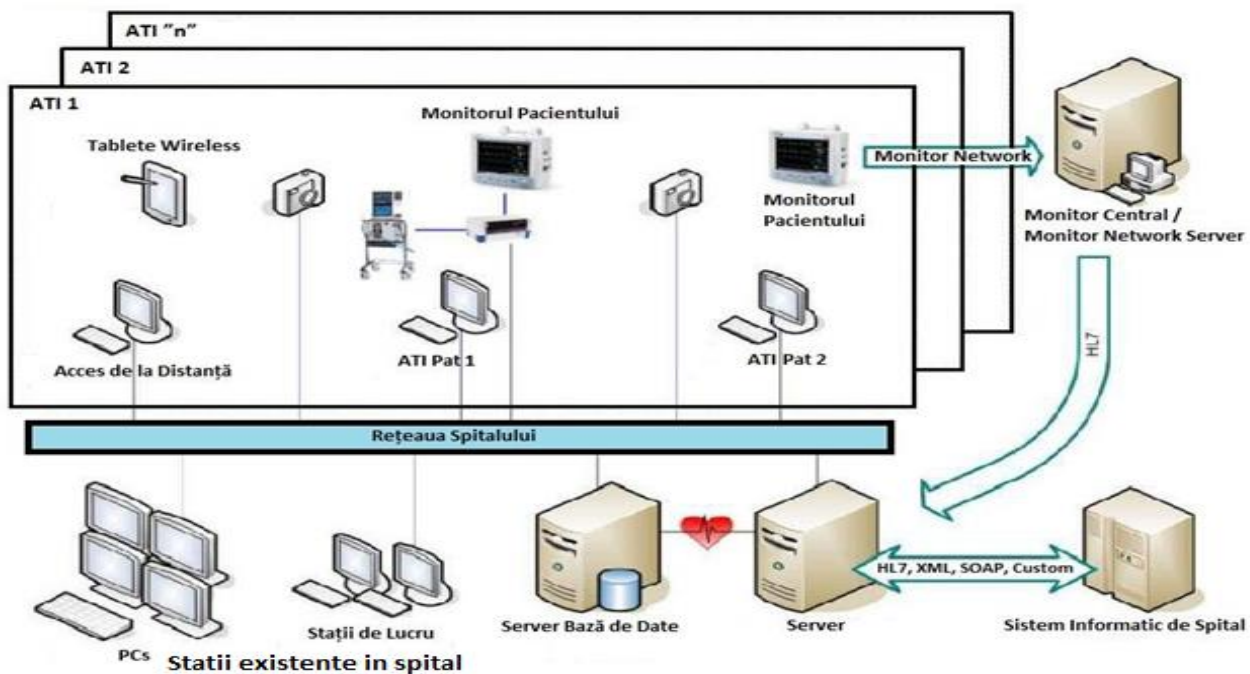 ATI "n"
ATI 2
ATI 1
Monitorul Pacientului
Tablete Wireless
Monitor Network
Monitorul
Pacientului
Monitor Central /
Monitor Network Server
HL7
Acces de la Distanță
ATI Pat 1
ATI Pat 2
Rețeaua Spitalului
HL7, XML, SOAP, Custom
Stații de Lucru
Server Bază de Date
Server
Sistem Informatic de Spital
PCs
Statii existente in spital